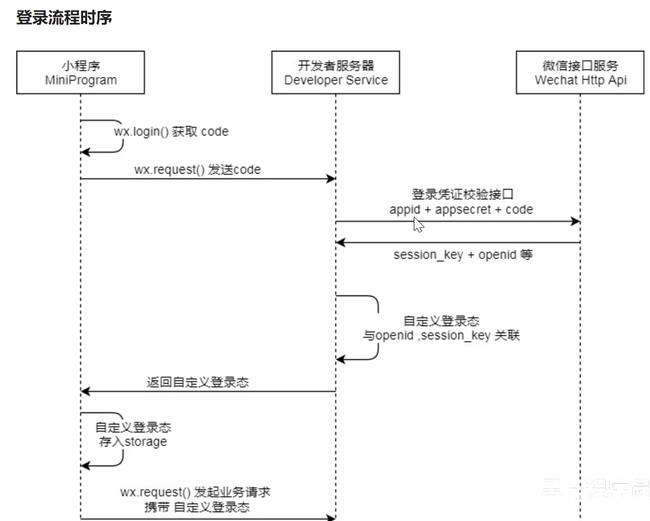 登录流程时序
小程序
MiniProgram
开发者服务器
Developer Service
微信接口服务
Wechat Http Api
wx.login() 获取 code
wx.request() 发送code
登录凭证校验接口
appid + appsecret + code
session_key + openid 等
自定义登录态
与openid ,session_key 关联
返回自定义登录态
自定义登录态
存入storage
wx.request() 发起业务请求
携带 自定义登录态